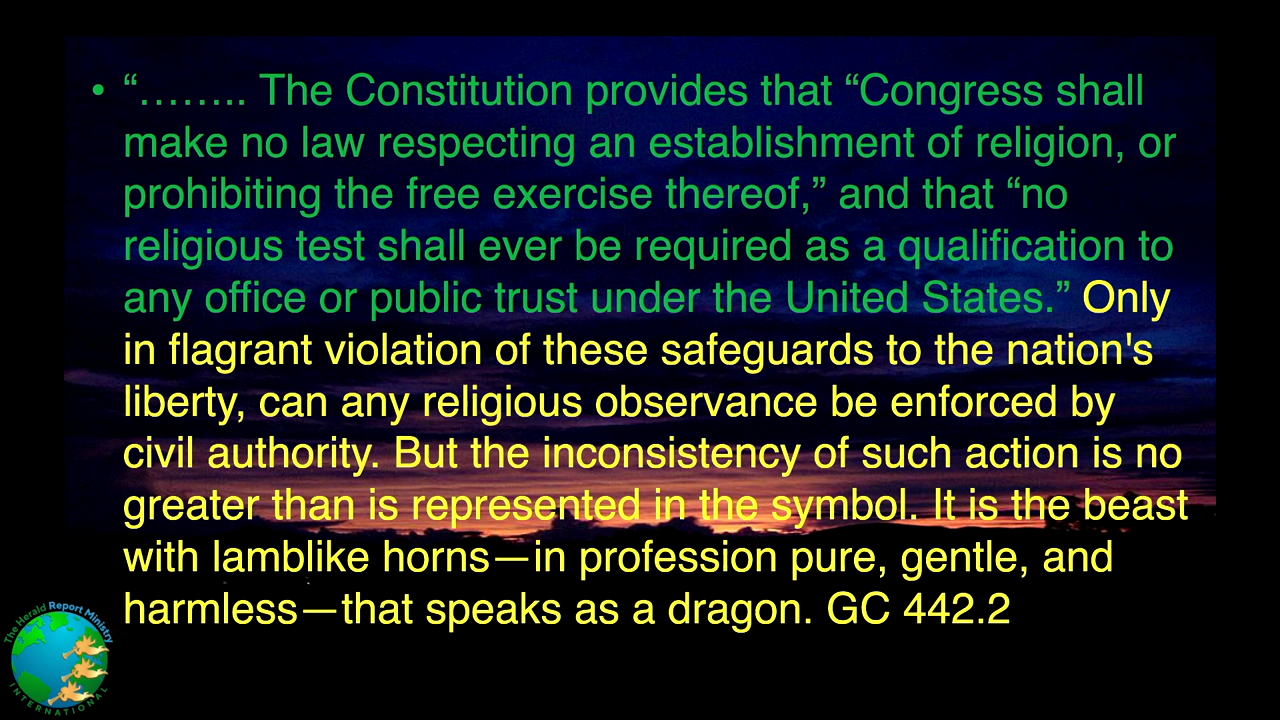 • “…….. The Constitution provides that “Congress shall
make no law respecting an establishment of religion, or
prohibiting the free exercise thereof,” and that “no
religious test shall ever be required as a qualification to
any office or public trust under the United States.” Only
in flagrant violation of these safeguards to the nation's
liberty, can any religious observance be enforced by
civil authority. But the inconsistency of such action is no
greater than is represented in the symbol. It is the beast
with lamblike horns—in profession pure, gentle, and
harmless—that speaks as a dragon. GC 442.2
The Herald Report Ministry
INTERNATIONAL